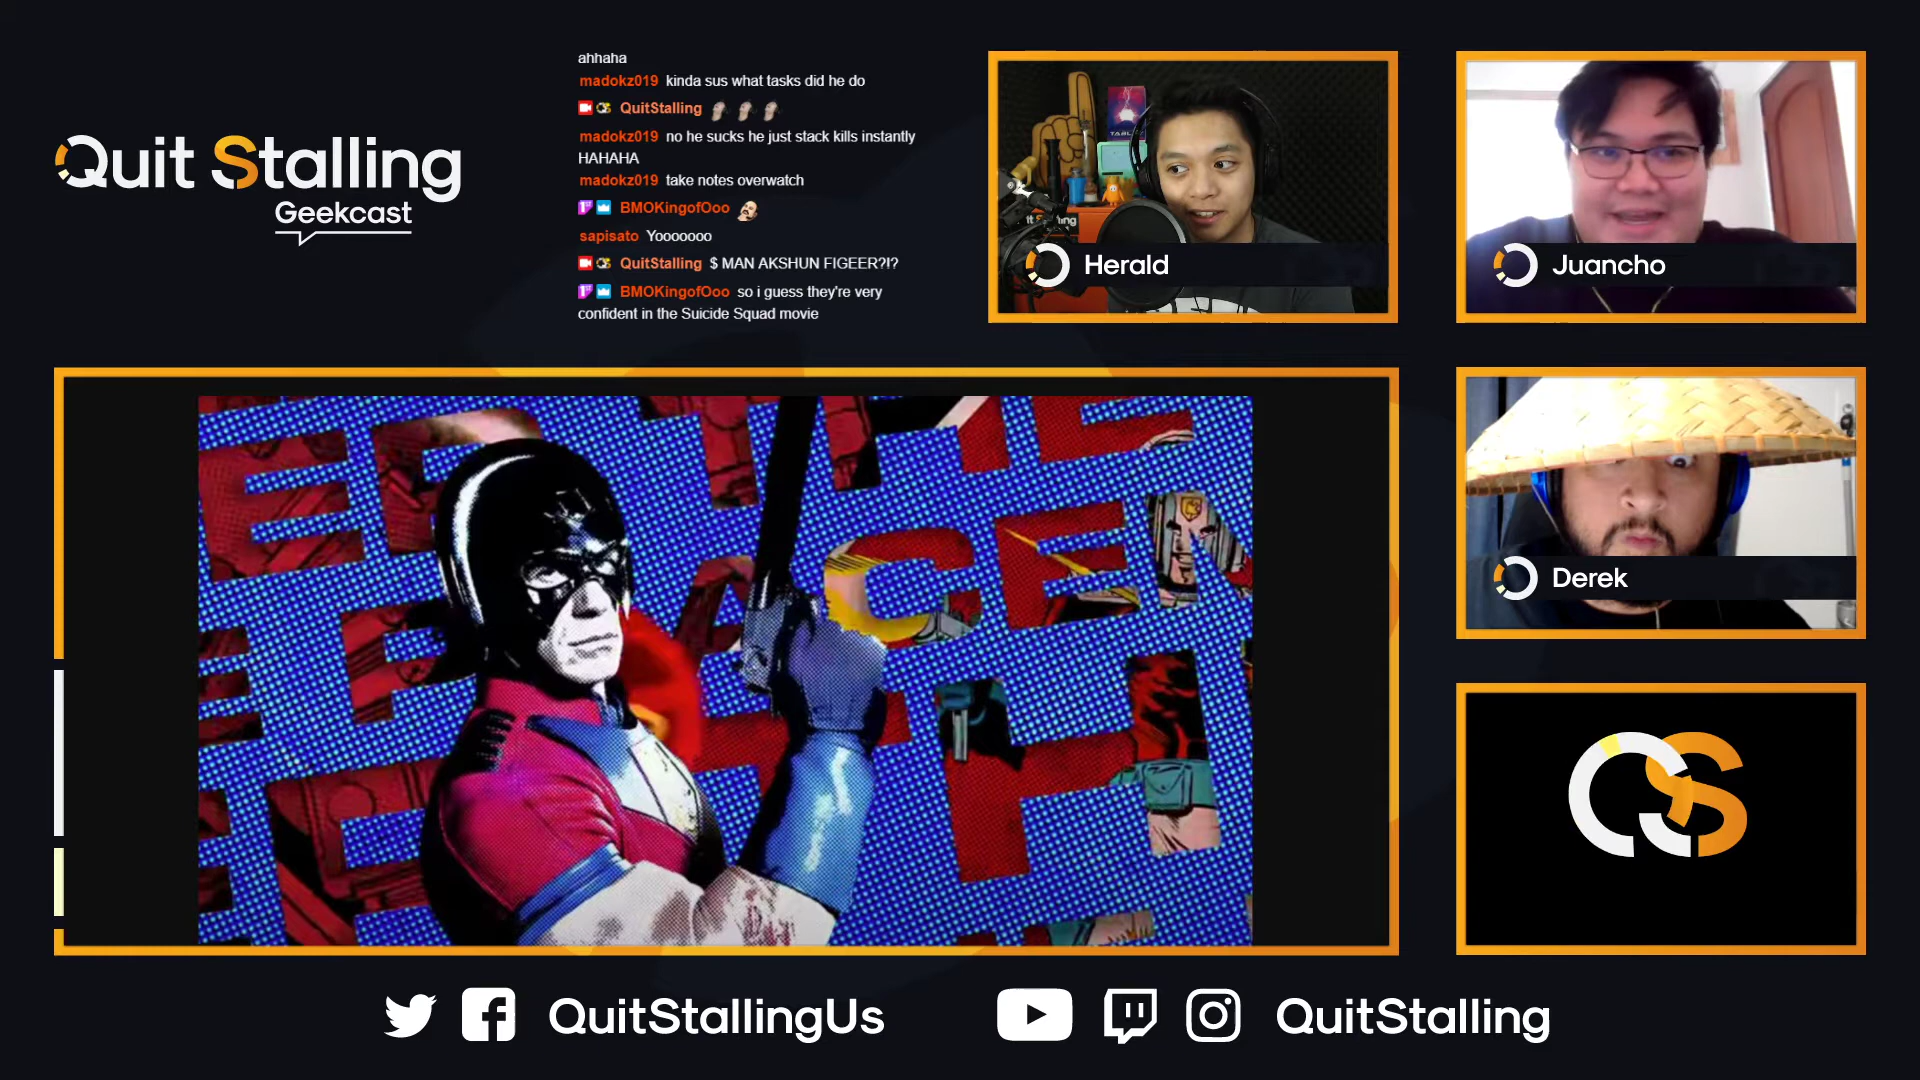 Quit Stalling
Geekcast
ahhaha
madokz019 kinda sus what tasks did he do
QuitStalling
madokz019 no he sucks he just stack kills instantly
HAHAHA
madokz019 take notes overwatch
BMOKingofOoo
sapisato Yooooooo
QuitStalling $ MAN AKSHUN FIGEER?!?
BMOKingofOoo so i guess they're very
confident in the Suicide Squad movie
TABLE
Herald
Juancho
Derek
QS
QuitStallingUs
QuitStalling